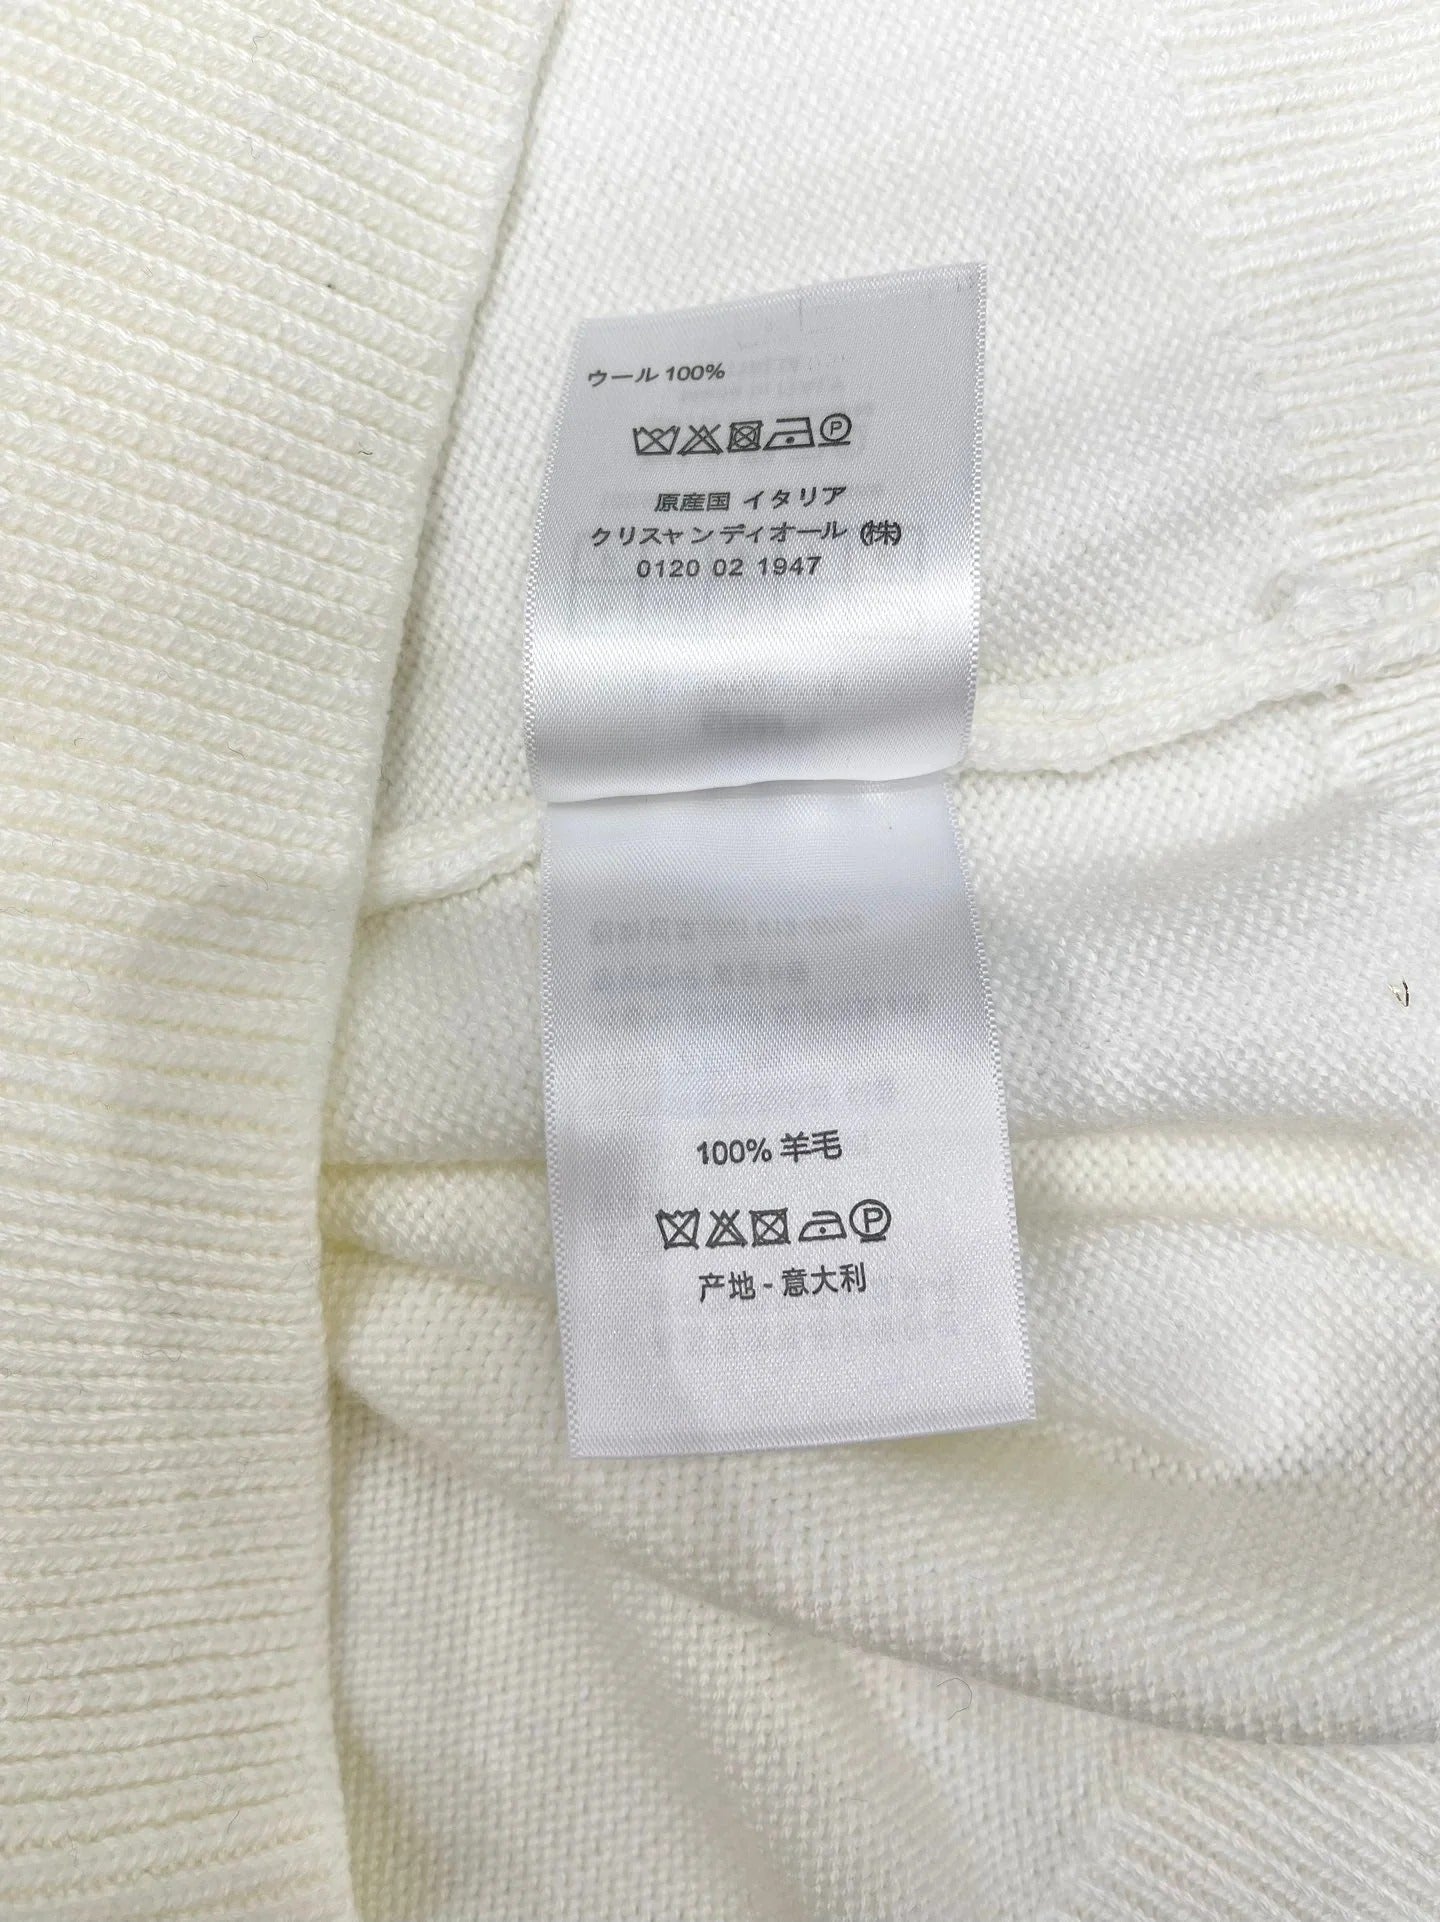 ウール 100%
P
原産国 イタリア
クリスャン ディオール (株)
0120 02 1947
100% 羊毛
P
产地 - 意大利